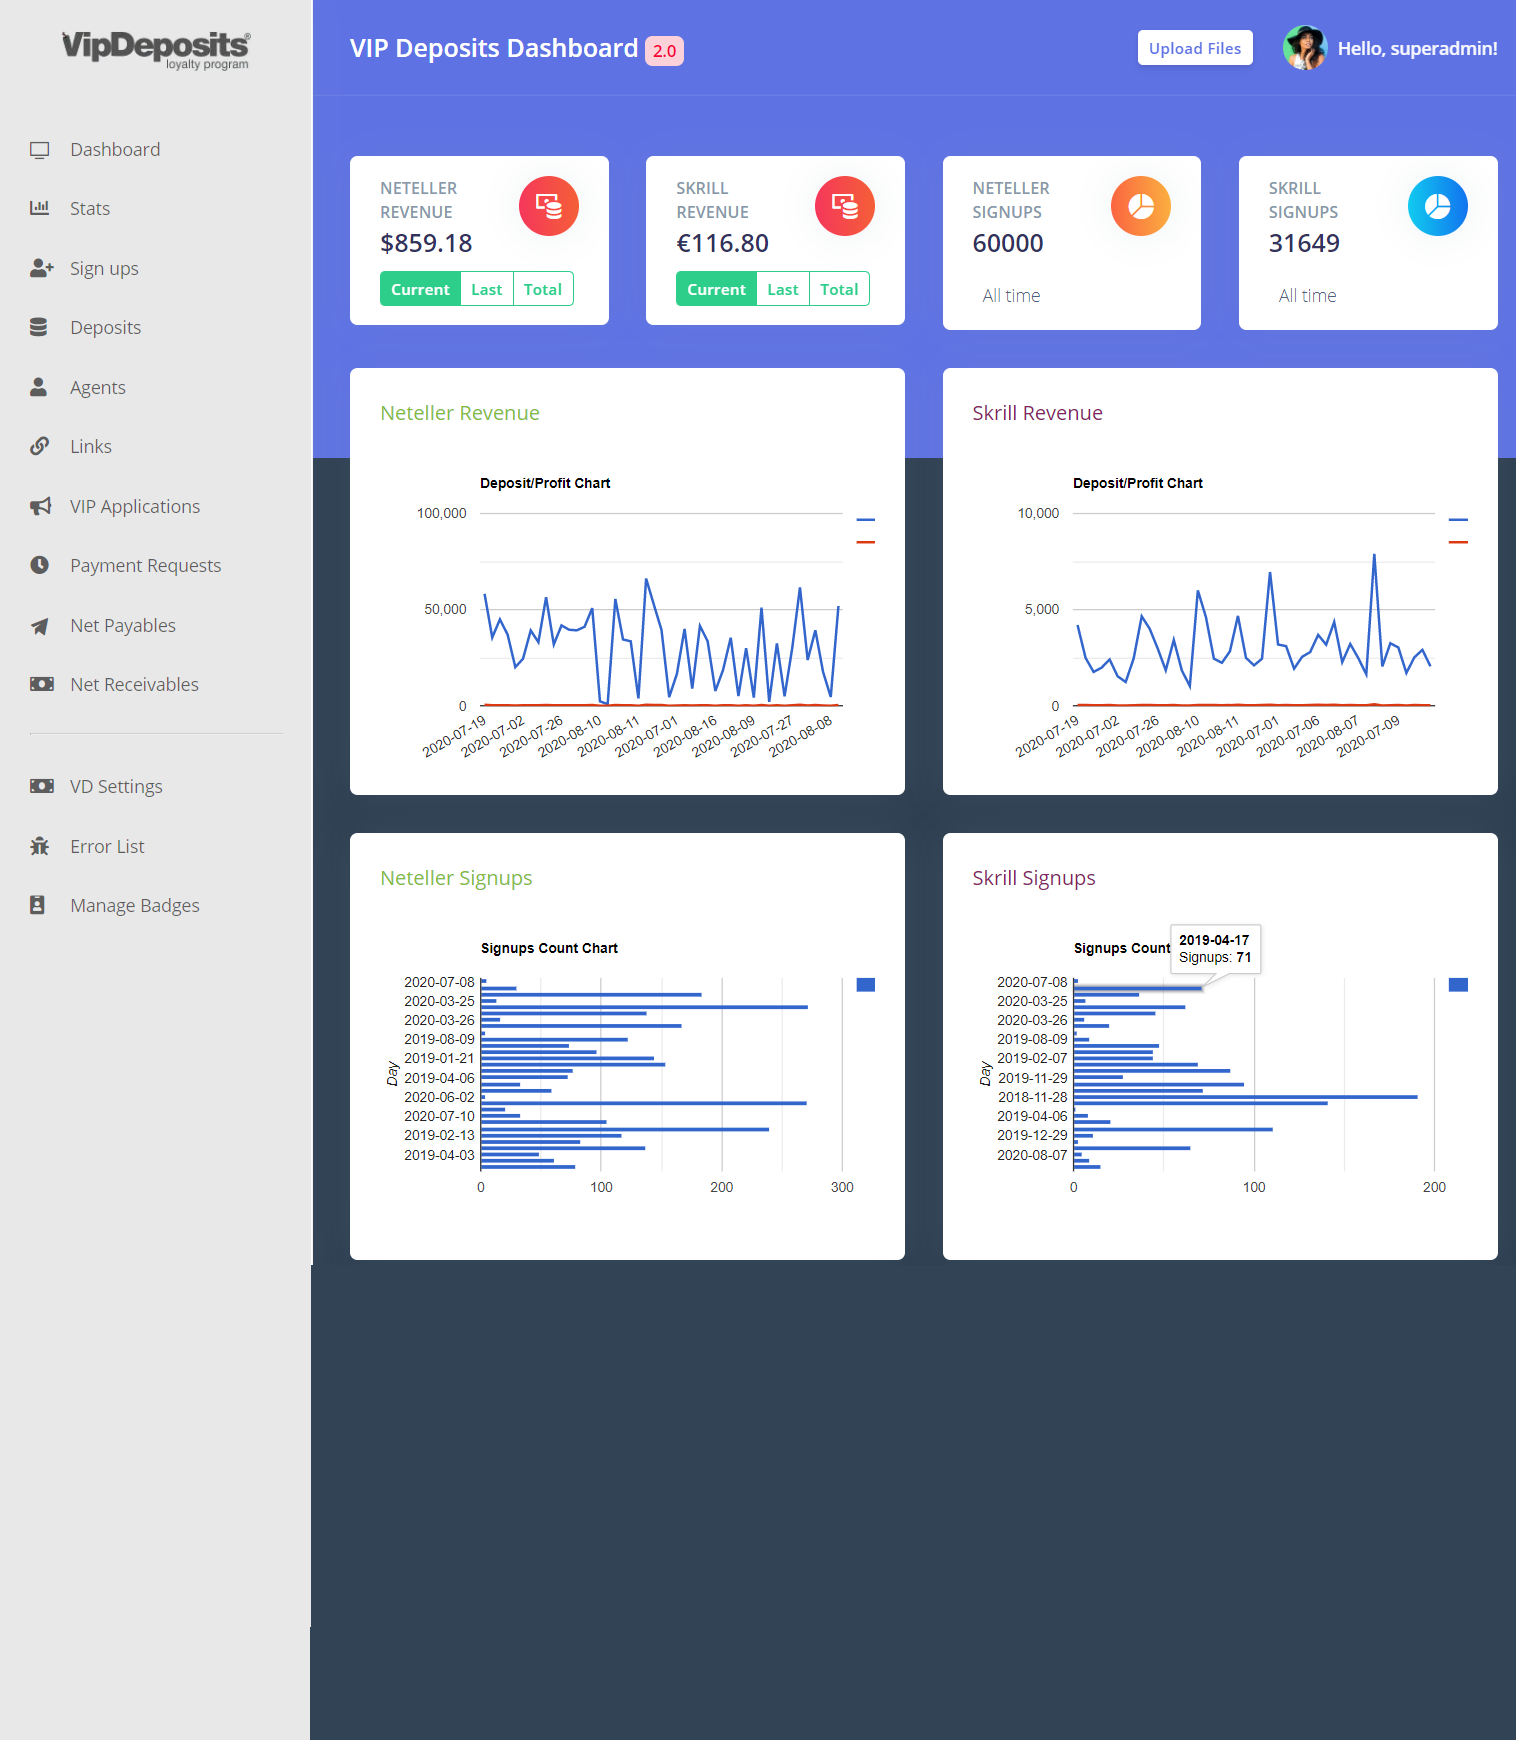 VipDeposits®
loyalty program
Dashboard
Stats
Sign ups
Deposits
Agents
Links
VIP Applications
Payment Requests
Net Payables
Net Receivables
VD Settings
Error List
Manage Badges
VIP Deposits Dashboard 2.0
Upload Files
Hello, superadmin!
NETELLER
REVENUE
$859.18
Current Last Total
SKRILL
REVENUE
€116.80
Current Last Total
NETELLER
SIGNUPS
60000
All time
SKRILL
SIGNUPS
31649
All time
Neteller Revenue
Deposit/Profit Chart
100,000
50,000
0
2020-07-19
2020-07-02
2020-07-26
2020-08-10
2020-08-11
2020-07-01
2020-08-16
2020-08-09
2020-07-27
2020-08-08
Skrill Revenue
Deposit/Profit Chart
10,000
5,000
0
2020-07-19
2020-07-02
2020-07-26
2020-08-10
2020-08-11
2020-07-01
2020-07-06
2020-08-07
2020-07-09
Neteller Signups
Signups Count Chart
Day
2020-07-08
2020-03-25
2020-03-26
2019-08-09
2019-01-21
2019-04-06
2020-06-02
2020-07-10
2019-02-13
2019-04-03
0 100 200 300
Skrill Signups
Signups Count
2019-04-17
Signups: 71
Day
2020-07-08
2020-03-25
2020-03-26
2019-08-09
2019-02-07
2019-11-29
2018-11-28
2019-04-06
2019-12-29
2020-08-07
0 100 200